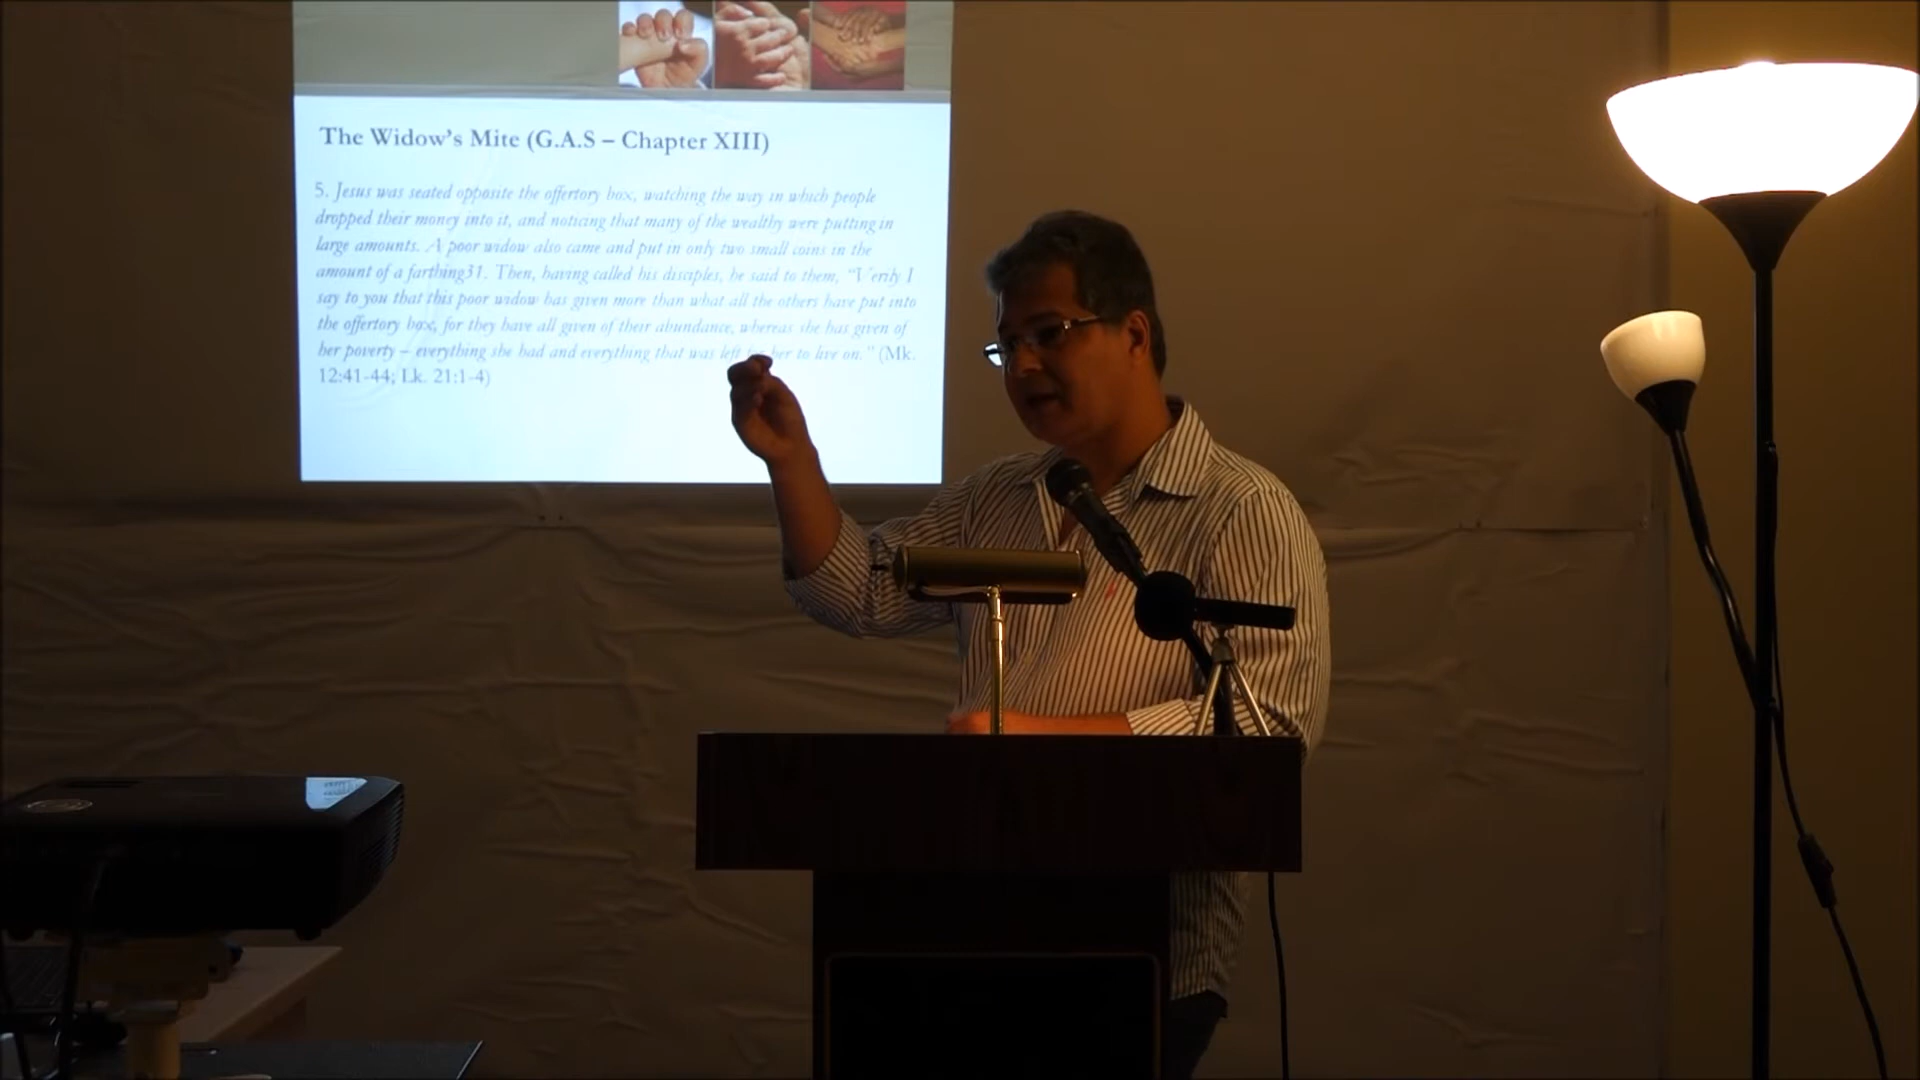 The Widow's Mite (G.A.S – Chapter XIII)
5. Jesus was seated opposite the offertory box, watching the way in which people
dropped their money into it, and noticing that many of the wealthy were putting in
large amounts. A poor widow also came and put in only two small coins in the
amount of a farthing31. Then, having called his disciples, he said to them, “Verily I
say to you that this poor widow has given more than what all the others have put into
the offertory box, for they have all given of their abundance, whereas she has given of
her poverty – everything she had and everything that was left for her to live on.” (Mk.
12:41-44; Lk. 21:1-4)